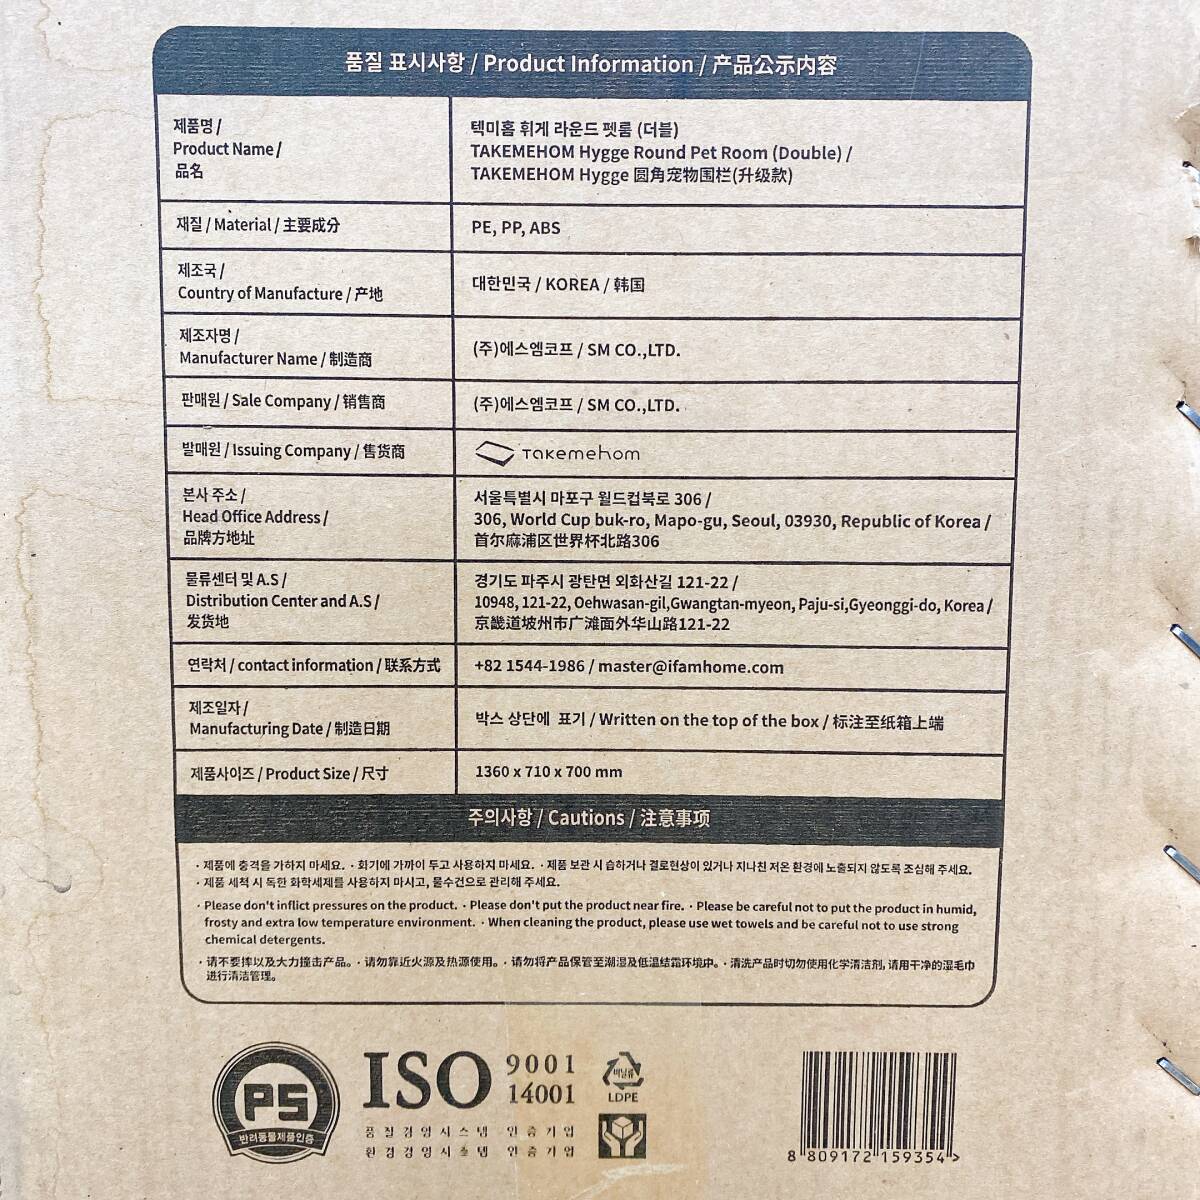 품질 표시사항 / Product Information / 产品公示内容
제품명 /
Product Name /
品名
텍미홈 휘게 라운드 펫룸 (더블)
TAKEMEHOM Hygge Round Pet Room (Double) /
TAKEMEHOM Hygge 圆角宠物围栏(升级款)
재질 / Material / 主要成分
PE, PP, ABS
제조국 /
Country of Manufacture / 产地
대한민국 / KOREA / 韩国
제조자명 /
Manufacturer Name / 制造商
(주)에스엠코프 / SM CO.,LTD.
판매원 / Sale Company / 销售商
(주)에스엠코프 / SM CO.,LTD.
발매원 / Issuing Company / 售货商
TAKemeHom
본사 주소 /
Head Office Address /
品牌方地址
서울특별시 마포구 월드컵북로 306 /
306, World Cup buk-ro, Mapo-gu, Seoul, 03930, Republic of Korea /
首尔麻浦区世界杯北路306
물류센터 및 A.S /
Distribution Center and A.S /
发货地
경기도 파주시 광탄면 외화산길 121-22 /
10948, 121-22, Oehwasan-gil,Gwangtan-myeon, Paju-si,Gyeonggi-do, Korea /
京畿道坡州市广滩面外华山路121-22
연락처 / contact information / 联系方式
+82 1544-1986 / master@ifamhome.com
제조일자 /
Manufacturing Date / 制造日期
박스 상단에 표기 / Written on the top of the box / 标注至纸箱上端
제품사이즈 / Product Size / 尺寸
1360 x 710 x 700 mm
주의사항 / Cautions / 注意事项
· 제품에 충격을 가하지 마세요. · 화기에 가까이 두고 사용하지 마세요. · 제품 보관 시 습하거나 결로현상이 있거나 지나친 저온 환경에 노출되지 않도록 조심해 주세요.
· 제품 세척 시 독한 화학세제를 사용하지 마시고, 물수건으로 관리해 주세요.
· Please don't inflict pressures on the product. · Please don't put the product near fire. · Please be careful not to put the product in humid,
frosty and extra low temperature environment. · When cleaning the product, please use wet towels and be careful not to use strong
chemical detergents.
· 请不要摔以及大力撞击产品。· 请勿靠近火源及热源使用。· 请勿将产品保管至潮湿及低温结霜环境中。· 清洗产品时切勿使用化学清洁剂, 请用干净的湿毛巾
进行清洁管理。
PS
반려동물제품인증
ISO 9001
14001
품질경영시스템 인증기업
환경경영시스템 인증기업
비닐류
LDPE
8 809172 159354 >